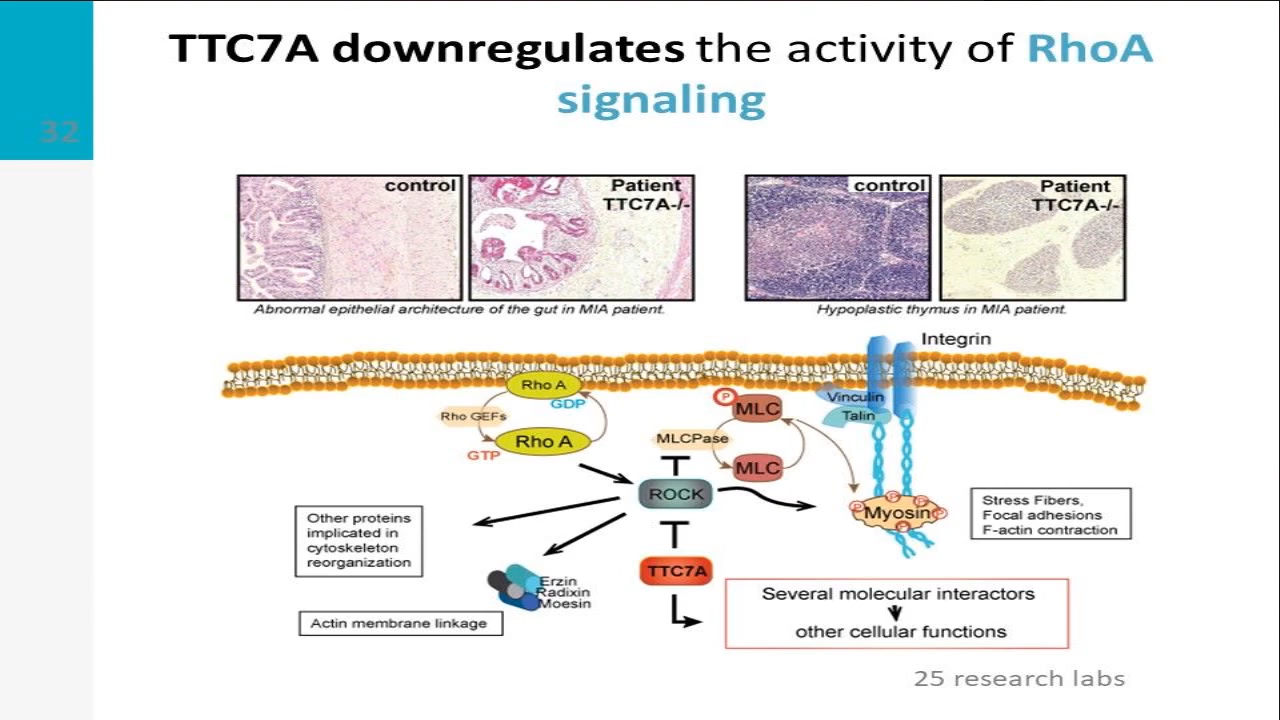 TTC7A downregulates the activity of RhoA
signaling
32
control
Patient
TTC7A-/-
control
Patient
TTC7A-/-
Abnormal epithelial architecture of the gut in MIA patient.
Hypoplastic thymus in MIA patient.
Integrin
Rho A
GDP
Rho GEFs
Rho A
GTP
P
MLC
MLCPase
MLC
Vinculin
Talin
ROCK
P
P
P
P
P
Myosin
Stress Fibers,
Focal adhesions
F-actin contraction
Other proteins
implicated in
cytoskeleton
reorganization
TTC7A
Erzin
Radixin
Moesin
Actin membrane linkage
Several molecular interactors
other cellular functions
25 research labs